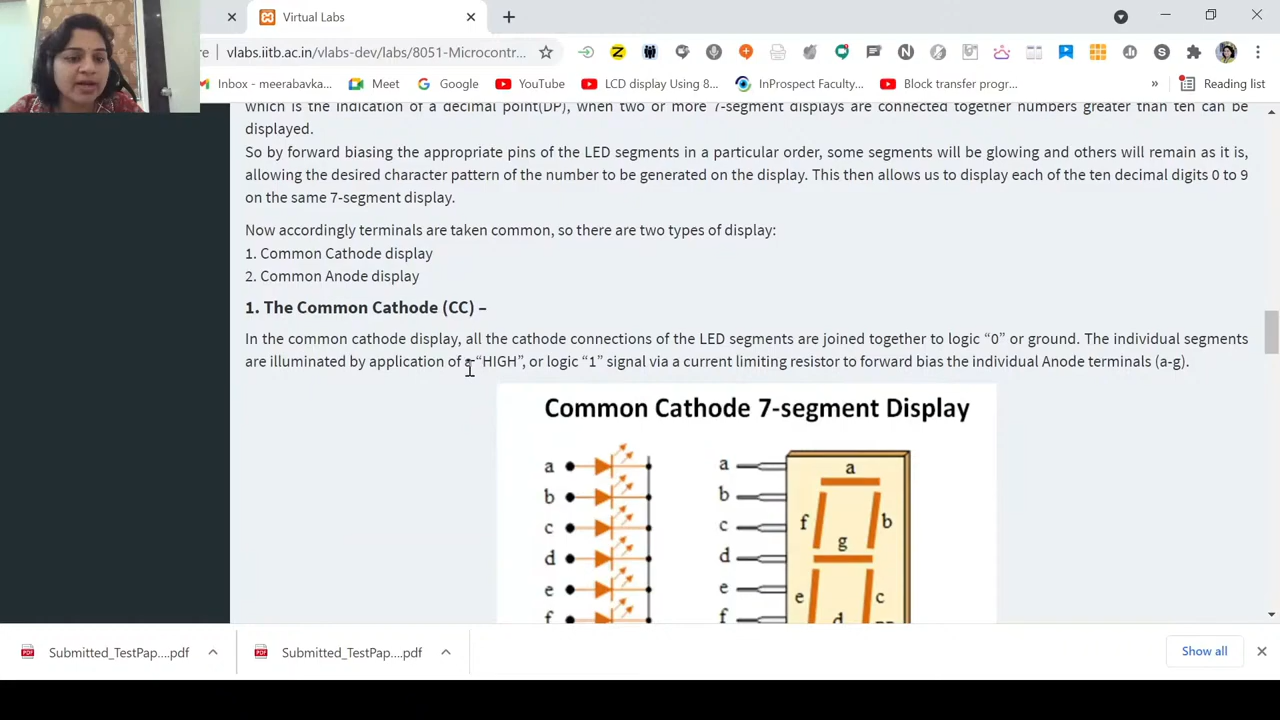 Virtual Labs
re
vlabs.iitb.ac.in/vlabs-dev/labs/8051-Microcontr...
Inbox - meerabavka...
Meet
Google
YouTube
LCD display Using 8...
InProspect Faculty...
Block transfer progr...
»
Reading list
which is the indication of a decimal point(DP), when two or more 7-segment displays are connected together numbers greater than ten can be
displayed.
So by forward biasing the appropriate pins of the LED segments in a particular order, some segments will be glowing and others will remain as it is,
allowing the desired character pattern of the number to be generated on the display. This then allows us to display each of the ten decimal digits 0 to 9
on the same 7-segment display.
Now accordingly terminals are taken common, so there are two types of display:
1. Common Cathode display
2. Common Anode display
1. The Common Cathode (CC) –
In the common cathode display, all the cathode connections of the LED segments are joined together to logic “0” or ground. The individual segments
are illuminated by application of a “HIGH”, or logic “1” signal via a current limiting resistor to forward bias the individual Anode terminals (a-g).
Common Cathode 7-segment Display
a
b
c
d
e
f
a
b
c
d
e
f
a
f
b
g
e
c
d
Submitted_TestPap....pdf
Submitted_TestPap....pdf
Show all